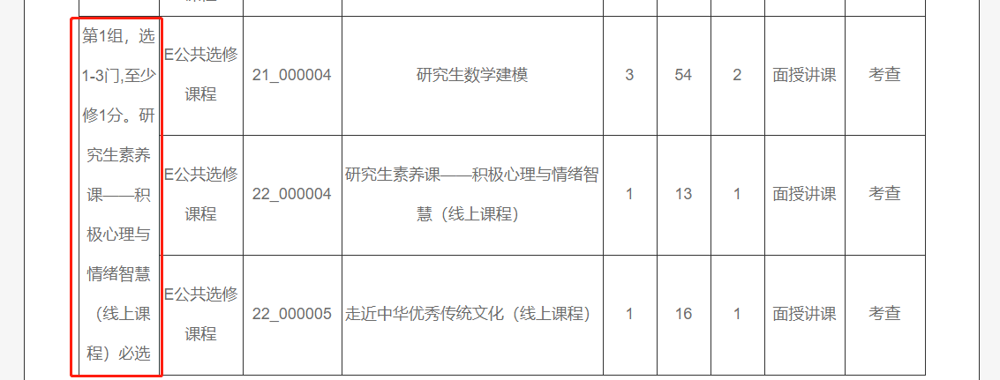 课程
第1组，选
1-3门,至少
修1分。研
究生素养
课——积
极心理与
情绪智慧
（线上课
程）必选
E公共选修
课程
21_000004
研究生数学建模
3
54
2
面授讲课
考查
E公共选修
课程
22_000004
研究生素养课——积极心理与情绪智
慧（线上课程）
1
13
1
面授讲课
考查
E公共选修
课程
22_000005
走近中华优秀传统文化（线上课程）
1
16
1
面授讲课
考查